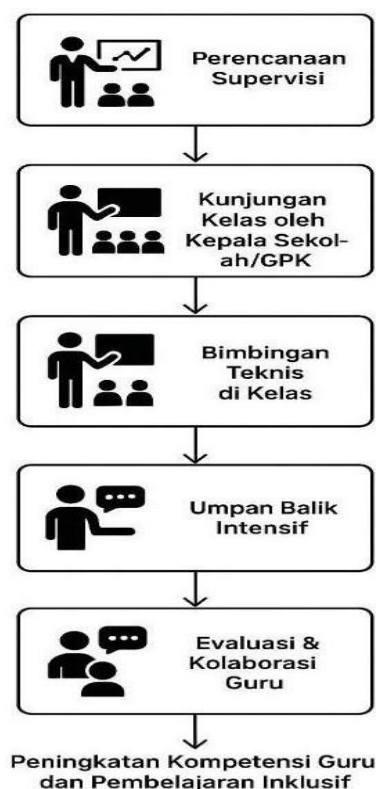 Perencanaan
Supervisi
Kunjungan
Kelas oleh
Kepala Sekol-
ah/GPK
Bimbingan
Teknis
di Kelas
Umpan Balik
Intensif
Evaluasi &
Kolaborasi
Guru
Peningkatan Kompetensi Guru
dan Pembelajaran Inklusif